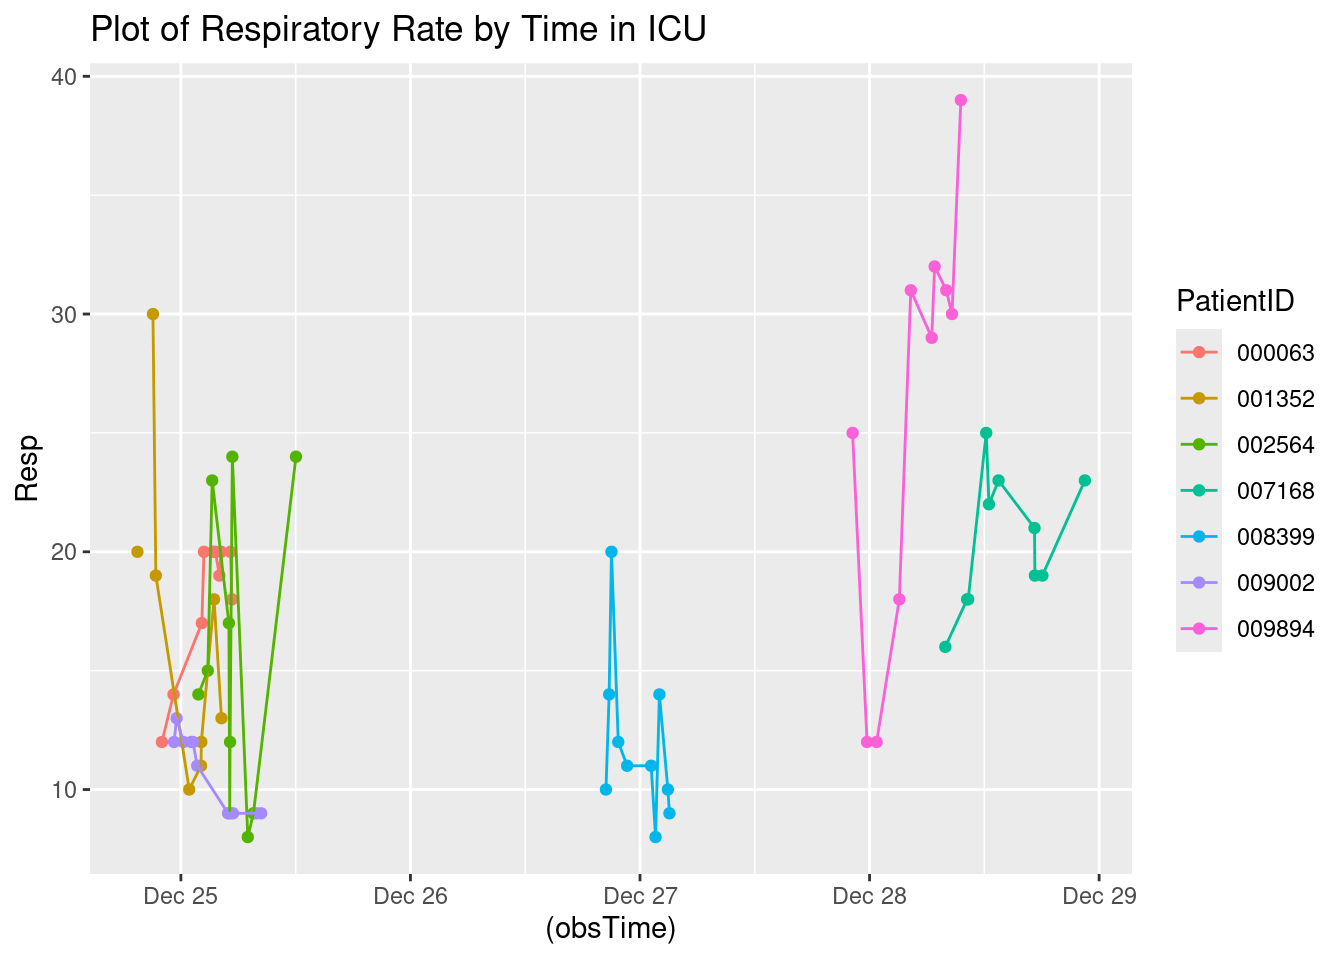 Plot of Respiratory Rate by Time in ICU
40
30
20
10
Resp
Dec 25
Dec 26
Dec 27
Dec 28
Dec 29
(obsTime)
PatientID
000063
001352
002564
007168
008399
009002
009894